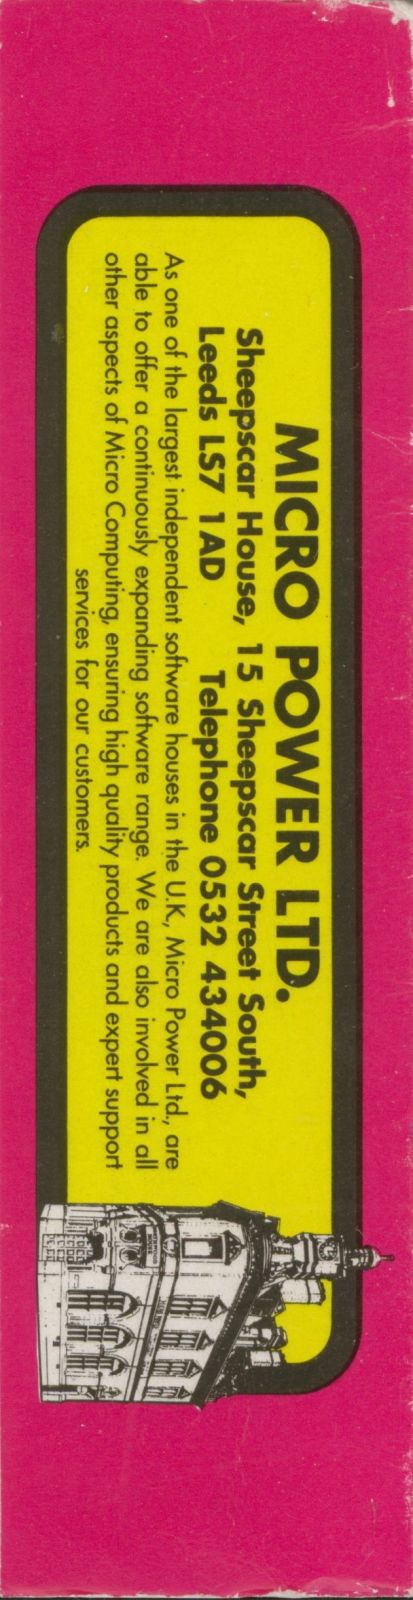 MICRO POWER LTD.
Sheepscar House, 15 Sheepscar Street South,
Leeds LS7 1AD Telephone 0532 434006
As one of the largest independent software houses in the U.K., Micro Power Ltd., are
able to offer a continuously expanding software range. We are also involved in all
other aspects of Micro Computing, ensuring high quality products and expert support
services for our customers.